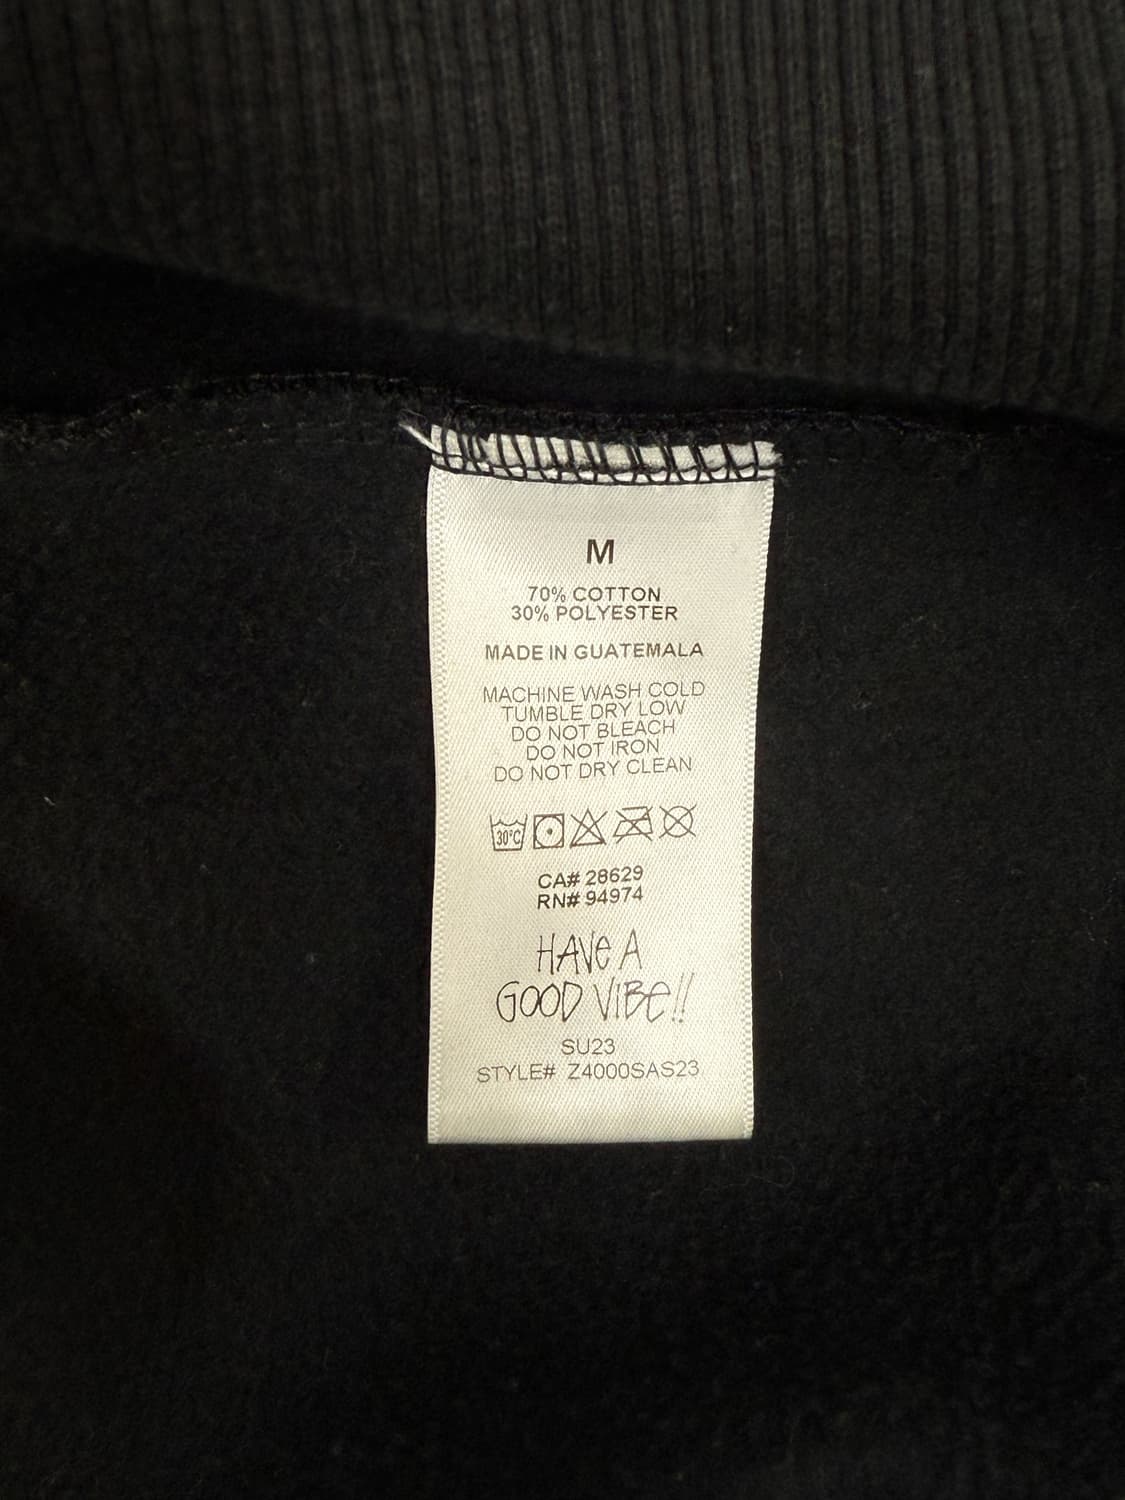 M
70% COTTON
30% POLYESTER
MADE IN GUATEMALA
MACHINE WASH COLD
TUMBLE DRY LOW
DO NOT BLEACH
DO NOT IRON
DO NOT DRY CLEAN
30°C
CA# 28629
RN# 94974
HAVE A
GOOD VIBE!!
SU23
STYLE# Z4000SAS23